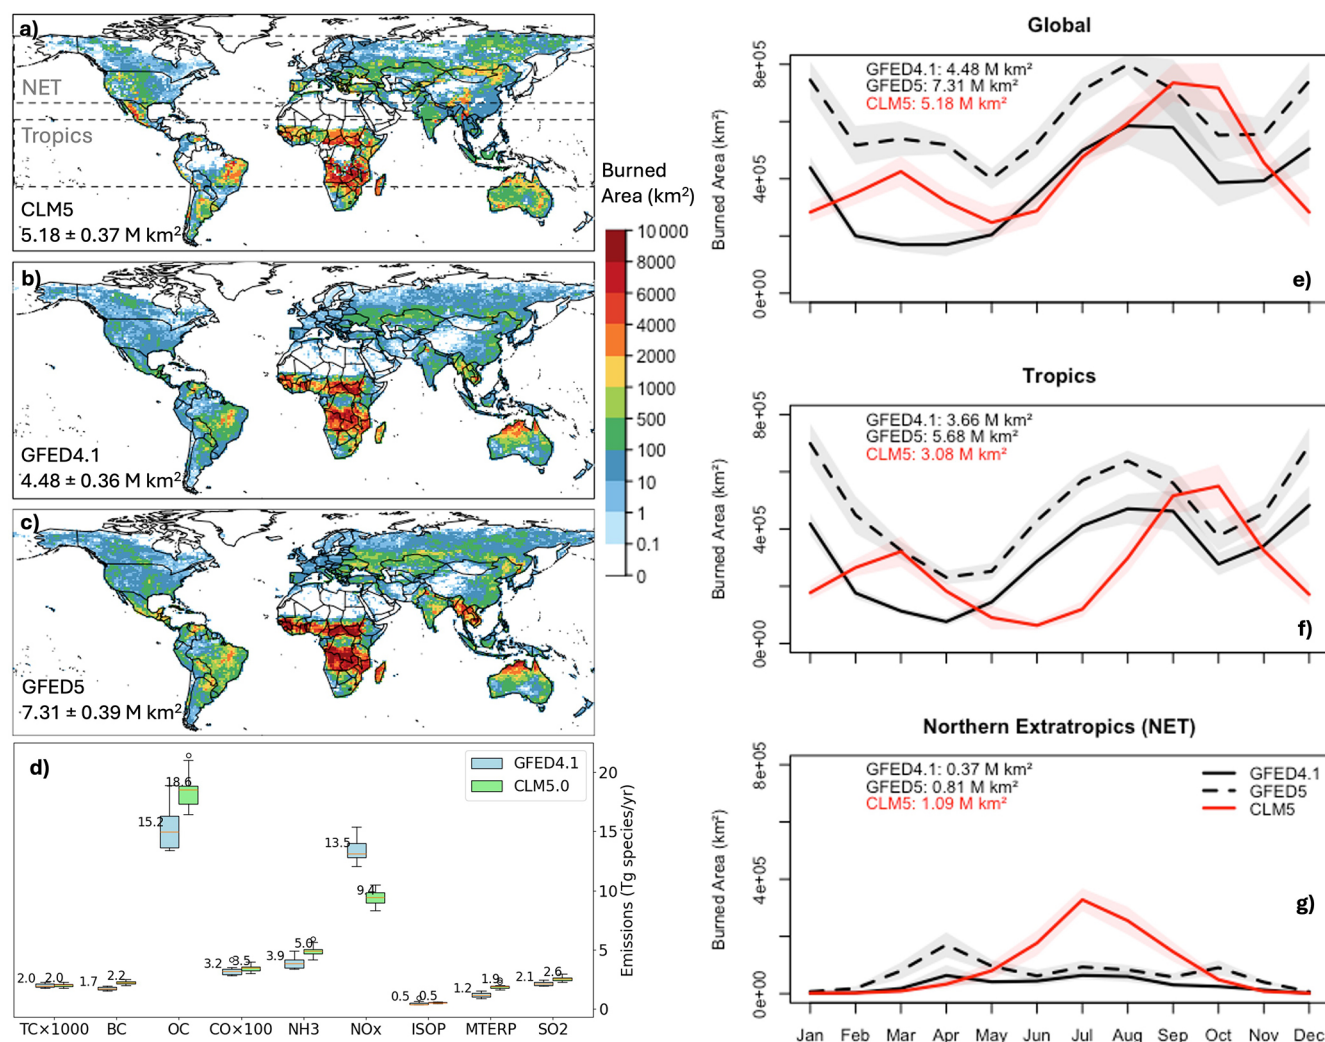 a)
NET
Tropics
CLM5
5.18 ± 0.37 M km²
b)
GFED4.1
4.48 ± 0.36 M km²
c)
GFED5
7.31 ± 0.39 M km²
Burned
Area (km²)
10 000
8000
6000
4000
2000
1000
500
100
10
1
0.1
0
d)
GFED4.1
CLM5.0
20
15
10
5
0
Emissions (Tg species/yr)
2.0 2.0
1.7 2.2
15.2 18.6
3.2 3.5
3.9 5.0
13.5 9.4
0.5 0.5
1.2 1.9
2.1 2.6
TC×1000 BC OC CO×100 NH3 NOx ISOP MTERP SO2
Global
GFED4.1: 4.48 M km²
GFED5: 7.31 M km²
CLM5: 5.18 M km²
Burned Area (km²)
8e+05
4e+05
0e+00
e)
Tropics
GFED4.1: 3.66 M km²
GFED5: 5.68 M km²
CLM5: 3.08 M km²
Burned Area (km²)
8e+05
4e+05
0e+00
f)
Northern Extratropics (NET)
GFED4.1: 0.37 M km²
GFED5: 0.81 M km²
CLM5: 1.09 M km²
GFED4.1
GFED5
CLM5
Burned Area (km²)
8e+05
4e+05
0e+00
g)
Jan Feb Mar Apr May Jun Jul Aug Sep Oct Nov Dec